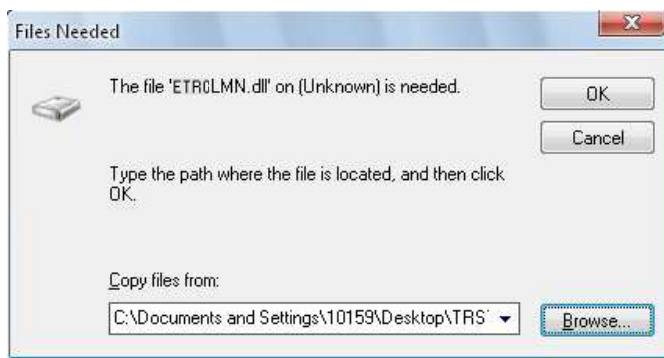 Files Needed
The file 'ETR0LMN.dll' on (Unknown) is needed.
OK
Cancel
Type the path where the file is located, and then click
OK.
Copy files from:
C:\Documents and Settings\10159\Desktop\TRS
Browse...